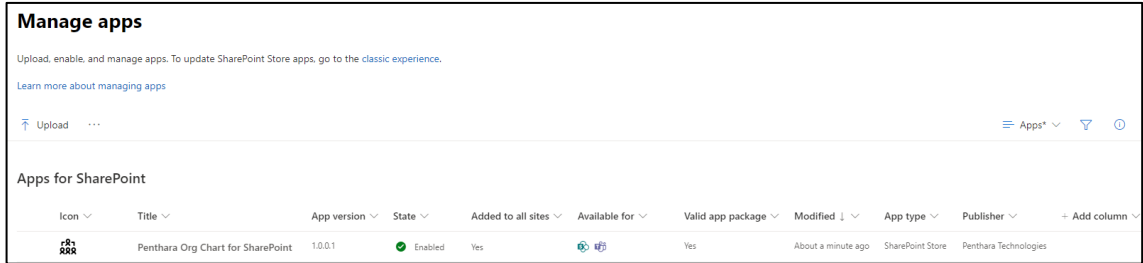 Manage apps
Upload, enable, and manage apps. To update SharePoint Store apps, go to the classic experience.
Learn more about managing apps
Upload ··· Apps*
Apps for SharePoint
Icon Title App version State Added to all sites Available for Valid app package Modified ↓ App type Publisher + Add column
Penthara Org Chart for SharePoint 1.0.0.1 Enabled Yes Yes About a minute ago SharePoint Store Penthara Technologies